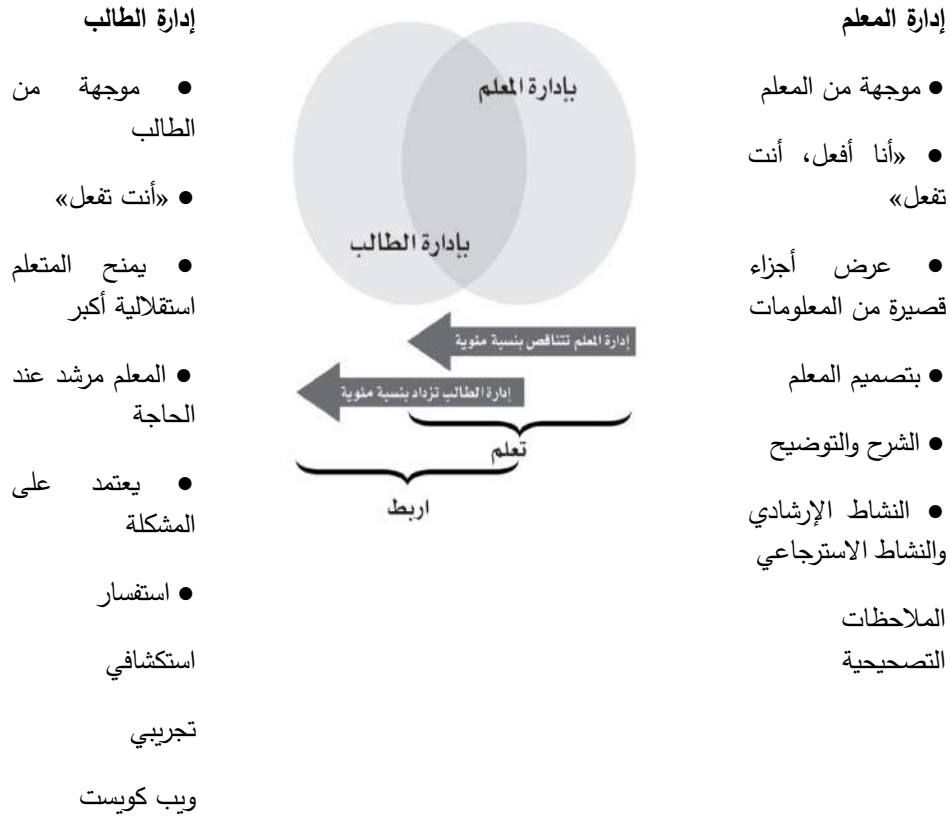 إدارة المعلم
● موجهة من المعلم
● «أنا أفعل، أنت
تفعل»
● عرض أجزاء
قصيرة من المعلومات
● بتصميم المعلم
● الشرح والتوضيح
● النشاط الإرشادي
والنشاط الاسترجاعي
الملاحظات
التصحيحية
بإدارة المعلم
بإدارة الطالب
إدارة المعلم تتناقص بنسبة مئوية
إدارة الطالب تزداد بنسبة مئوية
تعلم
اربط
إدارة الطالب
● موجهة من
الطالب
● «أنت تفعل»
● يمنح المتعلم
استقلالية أكبر
● المعلم مرشد عند
الحاجة
● يعتمد على
المشكلة
● استفسار
استكشافي
تجريبي
ويب كويست